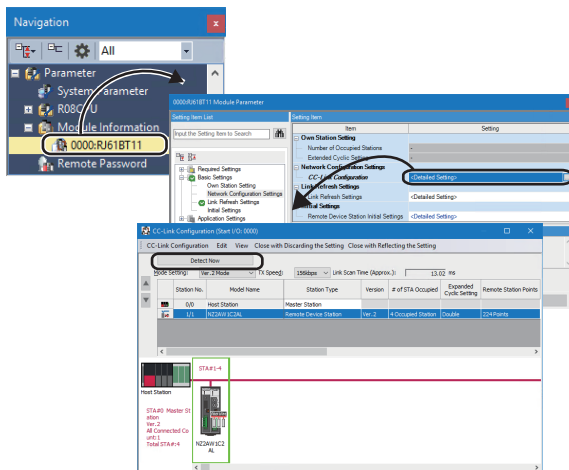 Navigation
x
All
Parameter
System Parameter
R08CPU
Module Information
0000:RJ61BT11
Remote Password
0000:RJ61BT11 Module Parameter
Setting Item List
Setting Item
Input the Setting Item to Search
Item
Setting
Own Station Setting
Number of Occupied Stations
-
Extended Cyclic Setting
-
Network Configuration Settings
CC-Link Configuration
<Detailed Setting>
Link Refresh Settings
Link Refresh Settings
<Detailed Setting>
Initial Settings
Remote Device Station Initial Settings
<Detailed Setting>
Required Settings
Basic Settings
Own Station Setting
Network Configuration Settings
Link Refresh Settings
Initial Settings
Application Settings
CC-Link Configuration (Start I/O: 0000)
CC-Link Configuration Edit View Close with Discarding the Setting Close with Reflecting the Setting
Detect Now
Mode Setting: Ver.2 Mode TX Speed: 156kbps Link Scan Time (Approx.): 13.02 ms
Station No. Model Name Station Type Version # of STA Occupied Expanded Cyclic Setting Remote Station Points
0/0 Host Station Master Station
1/1 NZ2AW1C2AL Remote Device Station Ver.2 4 Occupied Station Double 224 Points
STA#1-4
Host Station
STA#0 Master St
ation
Ver.2
All Connected Co
unt:1
Total STA#:4
NZ2AW1C2
AL